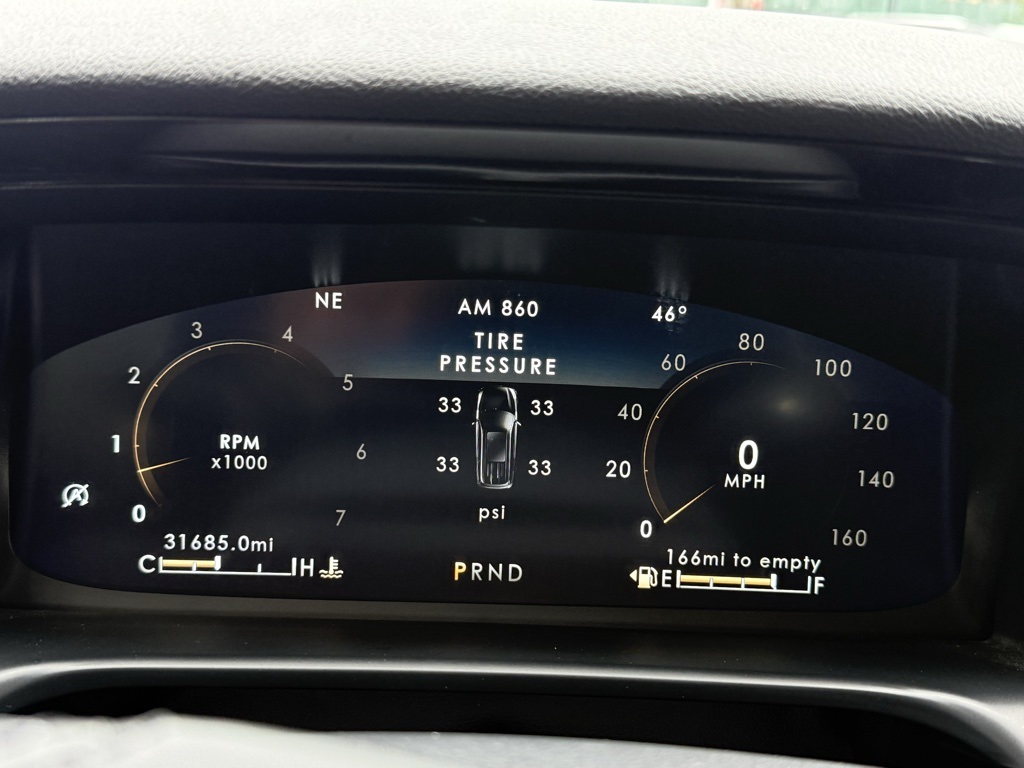 NE
AM 860
46°
TIRE
PRESSURE
33 33
33 33
psi
0
1
2
3
4
5
6
7
RPM
x1000
0
20
40
60
80
100
120
140
160
0
MPH
31685.0mi
C H
PRND
166mi to empty
E F